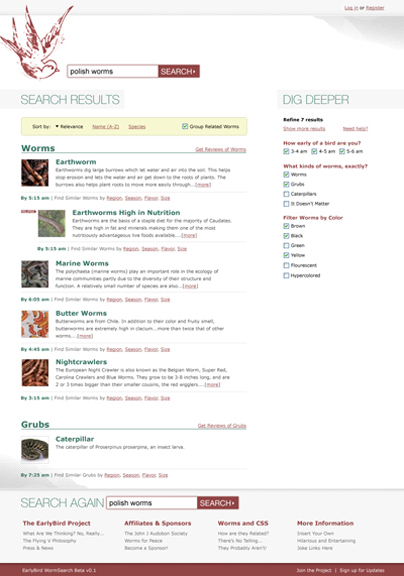 Log in or Register
polish worms SEARCH
SEARCH RESULTS
DIG DEEPER
Sort by: Relevance Name (A-Z) Species Group Related Worms
Worms
Get Reviews of Worms
Earthworm
Earthworms dig large burrows which let water and air into the soil. This helps
stop erosion and lets the water and air get down to the roots of plants. The
burrows also helps plant roots to move more easily through...[more]
By 5:15 am | Find Similar Worms by Region, Season, Flavor, Size
Earthworms High in Nutrition
Earthworms are the basis of a staple diet for the majority of Caudates.
They are high in fat and minerals making them one of the most
nutritiously advantageous live foods available...[more]
By 5:15 am | Find Similar Worms by Region, Season, Flavor, Size
Marine Worms
The polychaeta (marine worms) play an important role in the ecology of
marine communities partly due to the diversity of their structure and
function. A relatively small number of species are also...[more]
By 6:05 am | Find Similar Worms by Region, Season, Flavor, Size
Butter Worms
Butterworms are from Chile. In addition to their color and fruity smell,
butterworms are extremely high in clacium...more than twice that of other
worms...[more]
By 4:45 am | Find Similar Worms by Region, Season, Flavor, Size
Nightcrawlers
The European Night Crawler is also known as the Belgian Worm, Super Red,
Carolina Crawlers and Blue Worms. They grow to be 3-8 inches long, and are
2 or 3 times bigger than their smaller cousins, the red wigglers....[more]
By 3:15 am | Find Similar Worms by Region, Season, Flavor, Size
Grubs
Get Reviews of Grubs
Caterpillar
The caterpillar of Proserpinus proserpina, an insect larva.
By 7:25 am | Find Similar Grubs by Region, Season, Flavor, Size
Refine 7 results
Show more results Need help?
How early of a bird are you?
3-4 am 4-5 am 5-6 am
What kinds of worms, exactly?
Worms
Grubs
Caterpillars
It Doesn't Matter
Filter Worms by Color
Brown
Black
Green
Yellow
Flourescent
Hypercolored
SEARCH AGAIN polish worms SEARCH
The EarlyBird Project
What Are We Thinking? No, Really...
The Flying V Philosophy
Press & News
Affiliates & Sponsors
The John J Audubon Society
Worms for Peace
Become a Sponsor!
Worms and CSS
How are they Related?
There's No Telling...
They Probably Aren't!
More Information
Insert Your Own
Hilarious and Entertaining
Joke Links Here
EarlyBird WormSearch Beta v0.1
Join the Project | Sign up for Updates